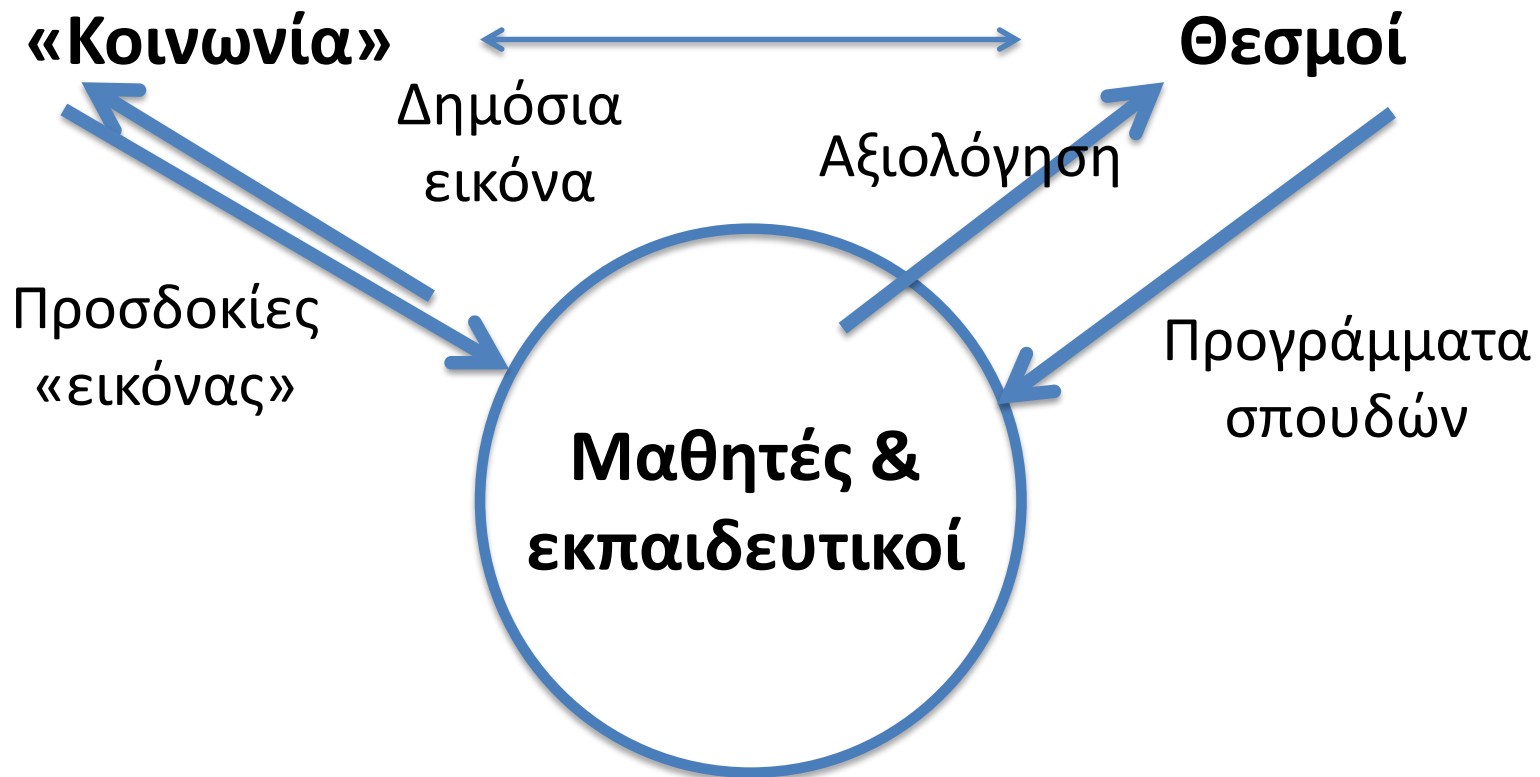 «Κοινωνία»
Θεσμοί
Δημόσια
εικόνα
Αξιολόγηση
Προσδοκίες
«εικόνας»
Προγράμματα
σπουδών
Μαθητές &
εκπαιδευτικοί